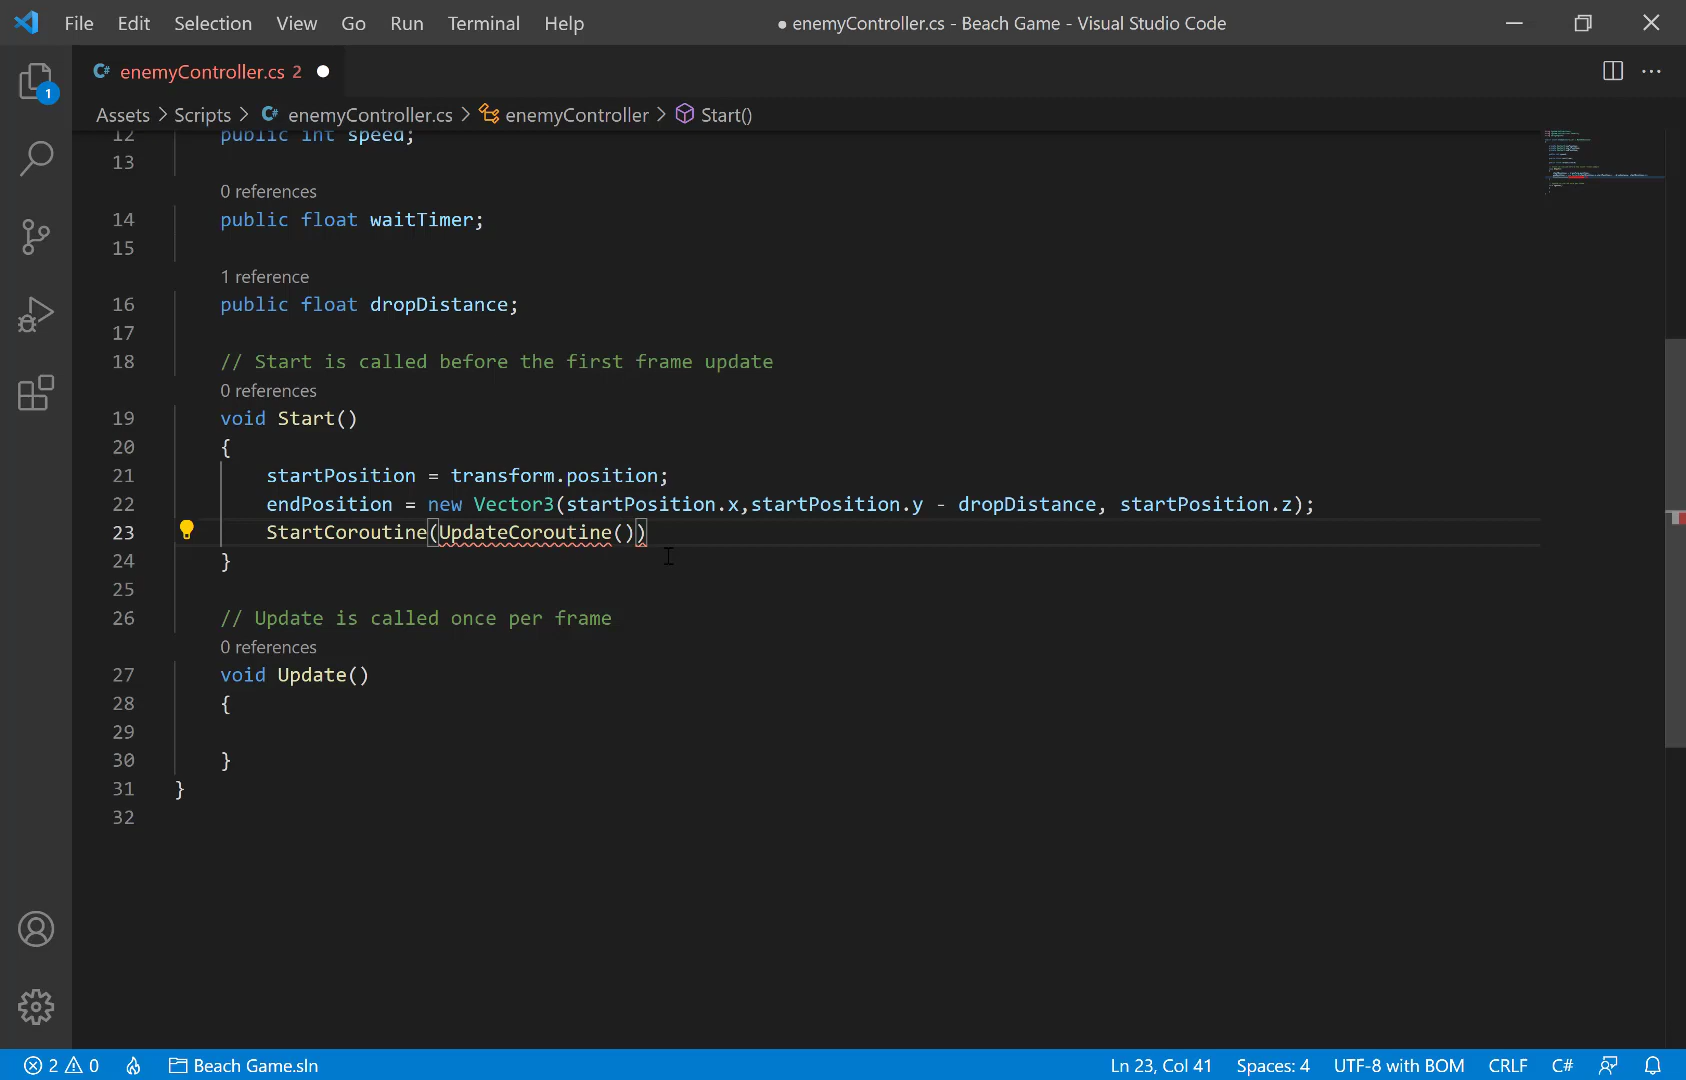 File Edit Selection View Go Run Terminal Help ● enemyController.cs - Beach Game - Visual Studio Code
C# enemyController.cs 2
1
Assets > Scripts > C# enemyController.cs > enemyController > Start()
12 public int speed;
13
0 references
14 public float waitTimer;
15
1 reference
16 public float dropDistance;
17
18 // Start is called before the first frame update
0 references
19 void Start()
20 {
21 startPosition = transform.position;
22 endPosition = new Vector3(startPosition.x,startPosition.y - dropDistance, startPosition.z);
23 StartCoroutine(UpdateCoroutine())
24 }
25
26 // Update is called once per frame
0 references
27 void Update()
28 {
29
30 }
31 }
32
2 0 Beach Game.sln Ln 23, Col 41 Spaces: 4 UTF-8 with BOM CRLF C#